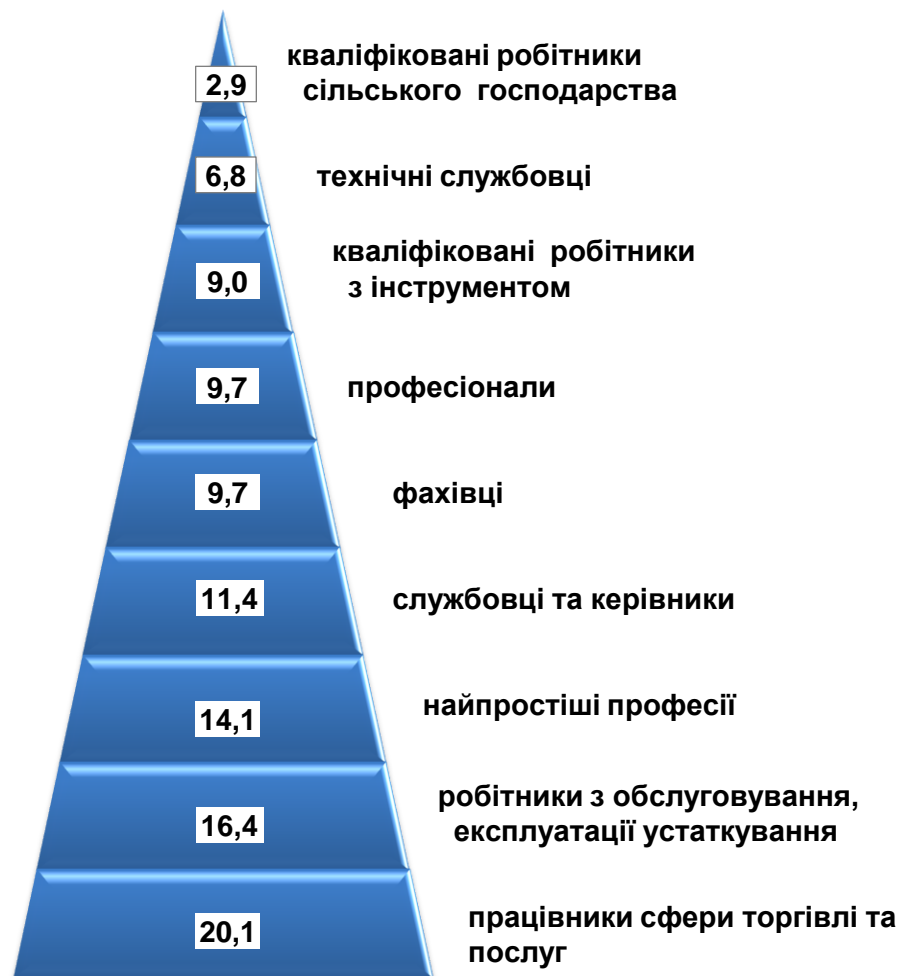 кваліфіковані робітники
2,9
сільського господарства
6,8
технічні службовці
кваліфіковані робітники
9,0
з інструментом
9,7
професіонали
9,7
фахівці
11,4
службовці та керівники
14,1
найпростіші професії
робітники з обслуговування,
16,4
експлуатації устаткування
20,1
працівники сфери торгівлі та
послуг